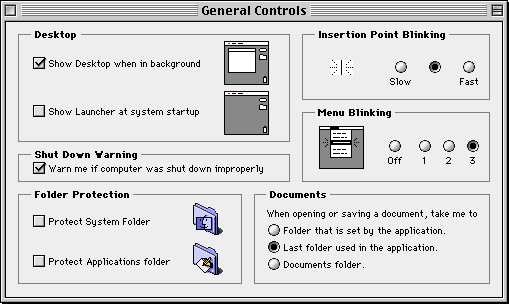 General Controls
Desktop
Show Desktop when in background
Show Launcher at system startup
Shut Down Warning
Warn me if computer was shut down improperly
Folder Protection
Protect System Folder
Protect Applications folder
Insertion Point Blinking
Slow Fast
Menu Blinking
Off 1 2 3
Documents
When opening or saving a document, take me to
Folder that is set by the application.
Last folder used in the application.
Documents folder.